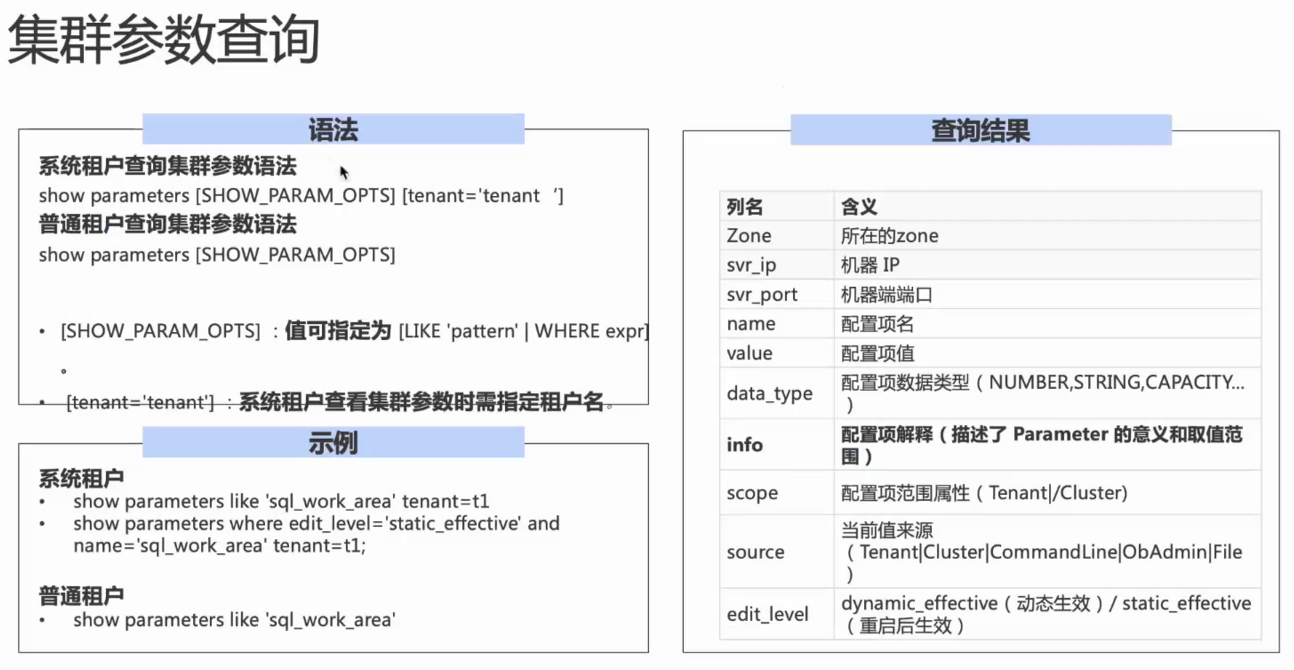 集群参数查询
语法
系统租户查询集群参数语法
show parameters [SHOW_PARAM_OPTS] [tenant='tenant ‘]
普通租户查询集群参数语法
show parameters [SHOW_PARAM_OPTS]
• [SHOW_PARAM_OPTS] :值可指定为 [LIKE 'pattern' | WHERE expr]
。
• [tenant='tenant'] :系统租户查看集群参数时需指定租户名。
示例
系统租户
• show parameters like 'sql_work_area' tenant=t1
• show parameters where edit_level='static_effective' and
name='sql_work_area' tenant=t1;
普通租户
• show parameters like 'sql_work_area'
查询结果
列名 含义
Zone 所在的zone
svr_ip 机器 IP
svr_port 机器端端口
name 配置项名
value 配置项值
data_type 配置项数据类型(NUMBER,STRING,CAPACITY...
)
info 配置项解释(描述了 Parameter 的意义和取值范
围)
scope 配置项范围属性(Tenant|/Cluster)
source 当前值来源
(Tenant|Cluster|CommandLine|ObAdmin|File
)
edit_level dynamic_effective(动态生效)/ static_effective
(重启后生效)